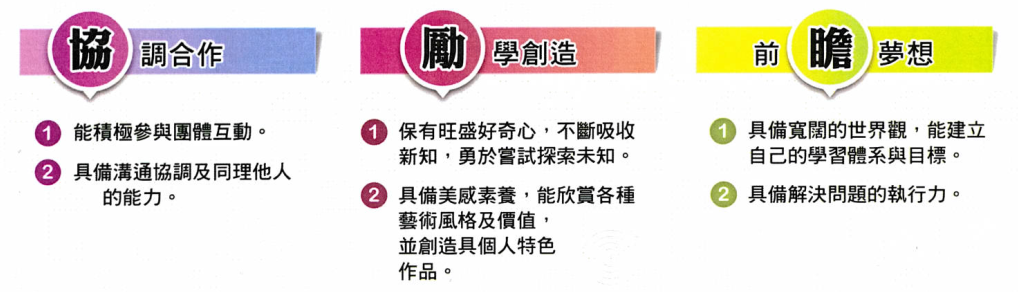 協調合作
1 能積極參與團體互動。
2 具備溝通協調及同理他人
的能力。
勵學創造
1 保有旺盛好奇心，不斷吸收
新知，勇於嘗試探索未知。
2 具備美感素養，能欣賞各種
藝術風格及價值，
並創造具個人特色
作品。
前瞻夢想
1 具備寬闊的世界觀，能建立
自己的學習體系與目標。
2 具備解決問題的執行力。